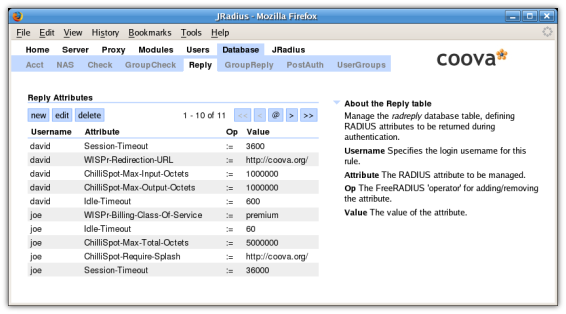 JRadius - Mozilla Firefox
File Edit View History Bookmarks Tools Help
Home Server Proxy Modules Users Database JRadius
Acct NAS Check GroupCheck Reply GroupReply PostAuth UserGroups
coova
Reply Attributes
new edit delete 1 - 10 of 11 << < @ > >>
Username Attribute Op Value
david Session-Timeout := 3600
david WISPr-Redirection-URL := http://coova.org/
david ChilliSpot-Max-Input-Octets := 1000000
david ChilliSpot-Max-Output-Octets := 1000000
david Idle-Timeout := 600
joe WISPr-Billing-Class-Of-Service := premium
joe Idle-Timeout := 60
joe ChilliSpot-Max-Total-Octets := 5000000
joe ChilliSpot-Require-Splash := http://coova.org/
joe Session-Timeout := 36000
About the Reply table
Manage the radreply database table, defining
RADIUS attributes to be returned during
authentication.
Username Specifies the login username for this
rule.
Attribute The RADIUS attribute to be managed.
Op The FreeRADIUS 'operator' for adding/removing
the attribute.
Value The value of the attribute.